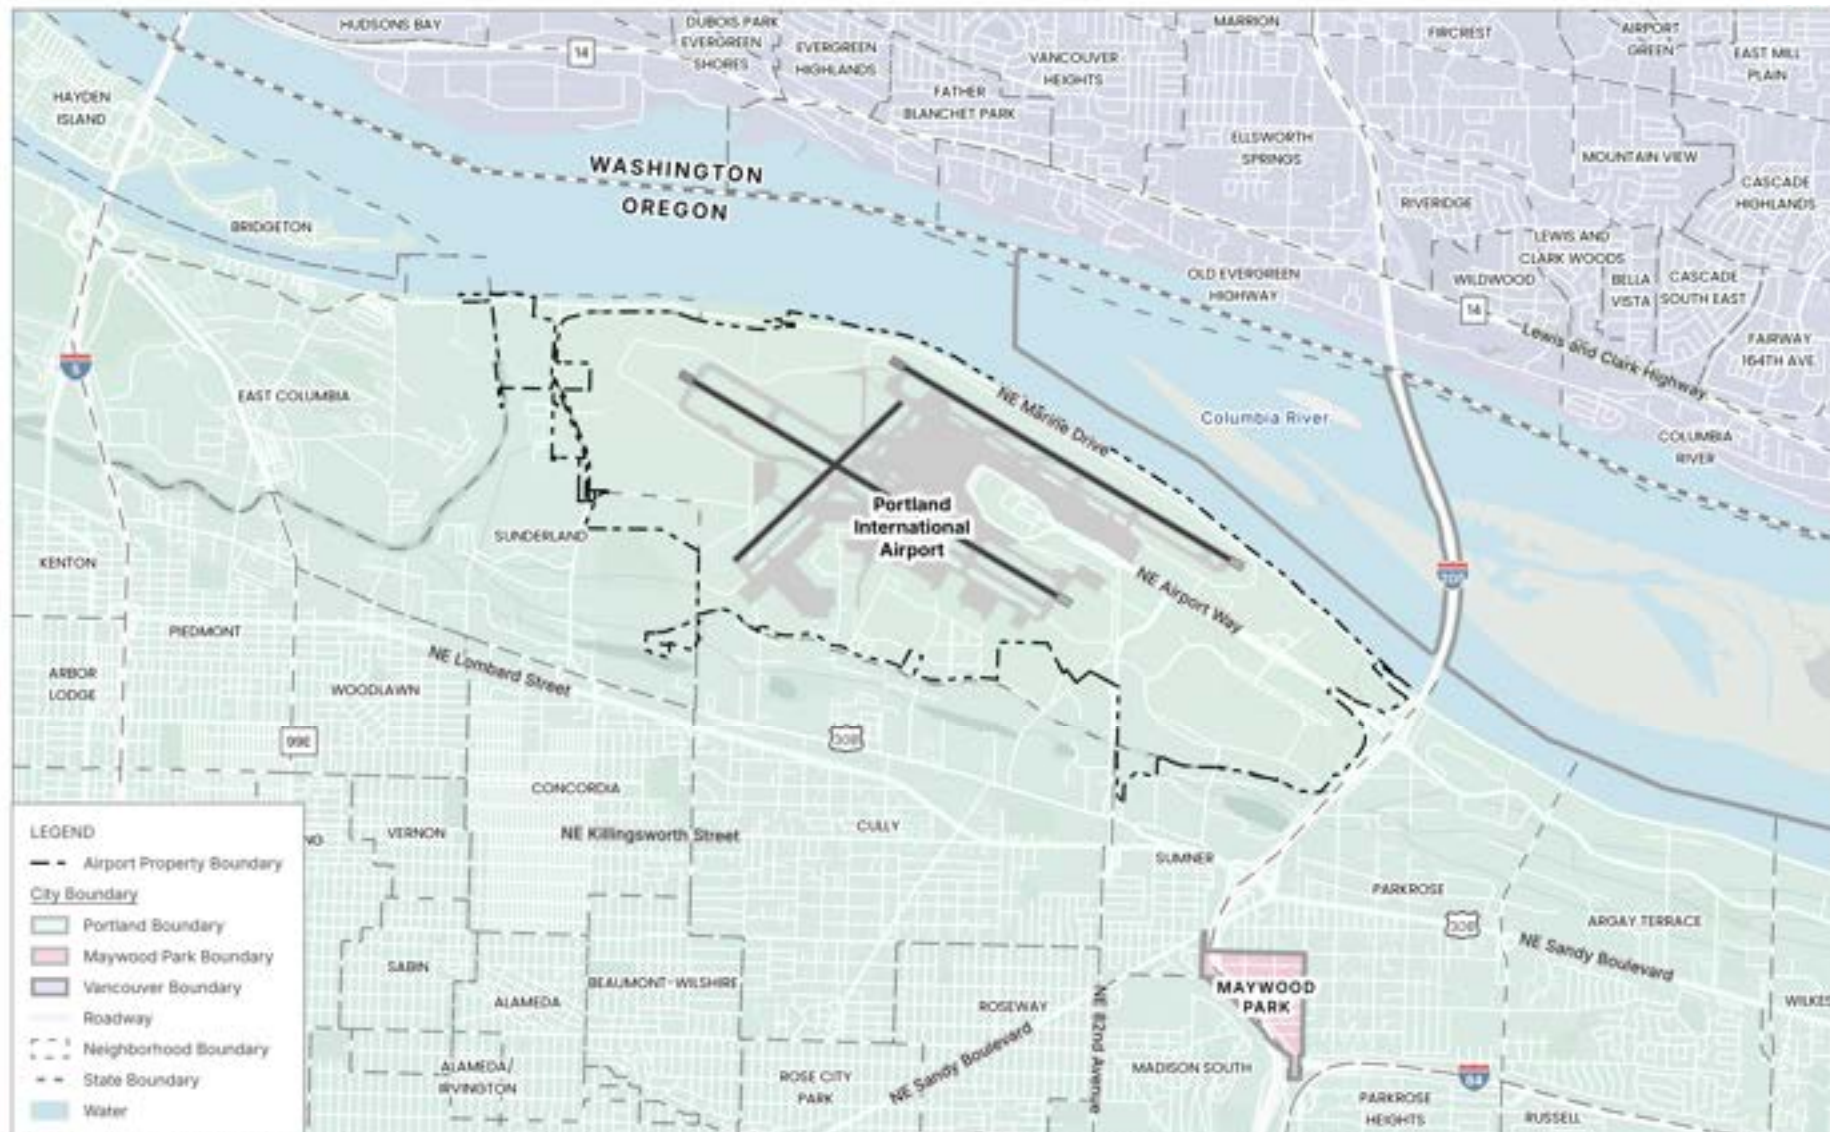 HUDSONS BAY
DUBOIS PARK
EVERGREEN
SHORES
EVERGREEN
HIGHLANDS
14
VANCOUVER
HEIGHTS
MARRION
FIRCREST
AIRPORT
GREEN
EAST MILL
PLAIN
HAYDEN
ISLAND
FATHER
BLANCHET PARK
ELLSWORTH
SPRINGS
MOUNTAIN VIEW
CASCADE
HIGHLANDS
WASHINGTON
OREGON
BRIDGETON
RIVERIDGE
LEWIS AND
CLARK WOODS
OLD EVERGREEN
HIGHWAY
WILDWOOD
BELLA
VISTA
CASCADE
SOUTH EAST
14
Lewis and Clark Highway
FAIRWAY
164TH AVE
5
EAST COLUMBIA
NE Marine Drive
Columbia River
COLUMBIA
RIVER
Portland
International
Airport
SUNDERLAND
KENTON
205
NE Airport Way
PIEDMONT
NE Lombard Street
ARBOR
LODGE
WOODLAWN
99E
30B
CONCORDIA
CULLY
NE Killingsworth Street
VERNON
SUMNER
PARKROSE
30B
ARGAY TERRACE
NE Sandy Boulevard
SABIN
ALAMEDA
BEAUMONT-WILSHIRE
ROSEWAY
NE 82nd Avenue
MAYWOOD
PARK
WILKES
ALAMEDA/
IRVINGTON
ROSE CITY
PARK
NE Sandy Boulevard
MADISON SOUTH
84
PARKROSE
HEIGHTS
RUSSELL
LEGEND
Airport Property Boundary
City Boundary
Portland Boundary
Maywood Park Boundary
Vancouver Boundary
Roadway
Neighborhood Boundary
State Boundary
Water